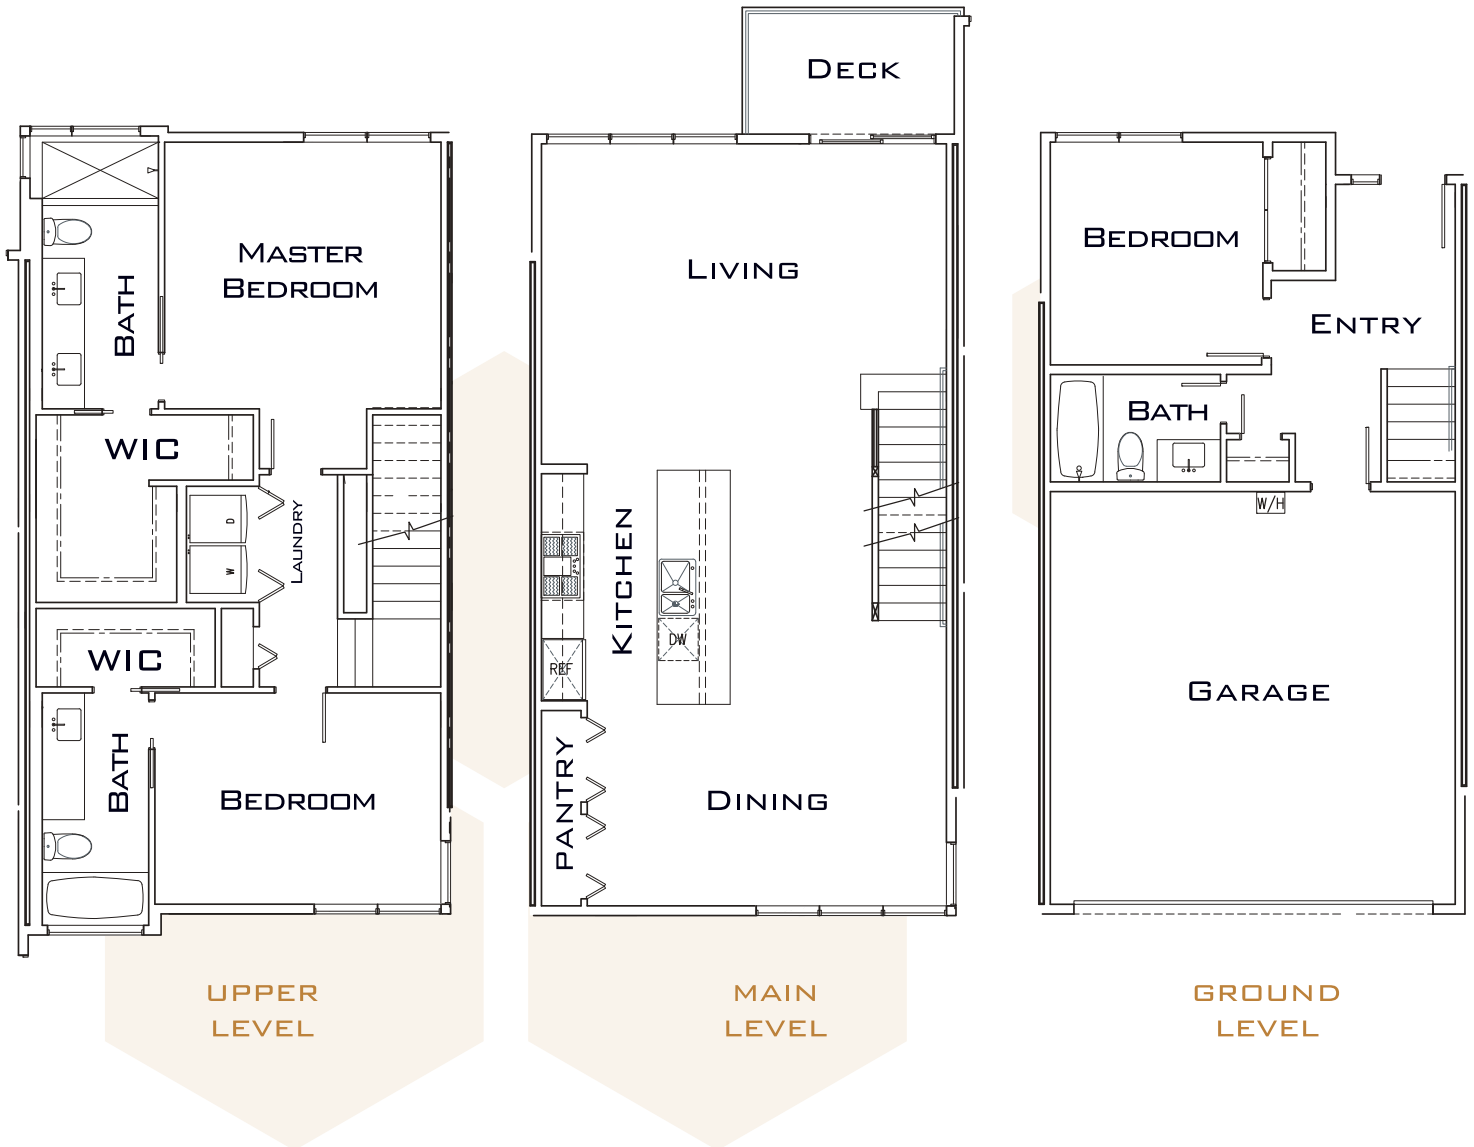 MASTER
BEDROOM
BATH
WIC
D
W
LAUNDRY
WIC
BATH
BEDROOM
UPPER
LEVEL
DECK
LIVING
KITCHEN
DW
REF
PANTRY
DINING
MAIN
LEVEL
BEDROOM
ENTRY
BATH
W/H
GARAGE
GROUND
LEVEL